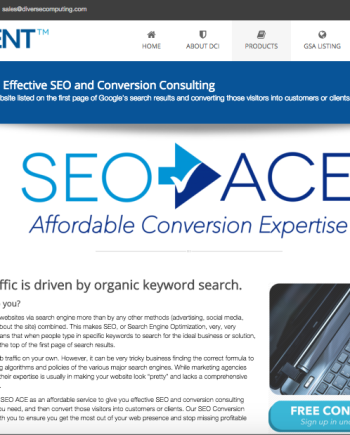 sales@diversecomputing.com
ENT™
HOME
ABOUT DCI
PRODUCTS
GSA LISTING
Effective SEO and Conversion Consulting
bsite listed on the first page of Google's search results and converting those visitors into customers or clients
SEO ACE
Affordable Conversion Expertise
ffic is driven by organic keyword search.
you?
websites via search engine more than by any other methods (advertising, social media,
bout the site) combined. This makes SEO, or Search Engine Optimization, very, very
ans that when people type in specific keywords to search for the ideal business or solution,
the top of the first page of search results.
b traffic on your own. However, it can be very tricky business finding the correct formula to
ng algorithms and policies of the various major search engines. While marketing agencies
their expertise is usually in making your website look "pretty" and lacks a comprehensive
SEO ACE as an affordable service to give you effective SEO and conversion consulting
ou need, and then convert those visitors into customers or clients. Our SEO Conversion
th you to ensure you get the most out of your web presence and stop missing profitable
FREE CON
Sign up in un